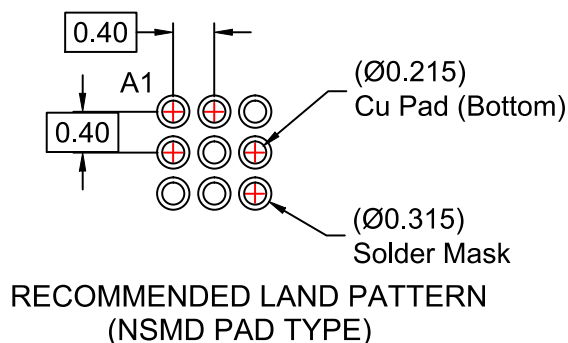 0.40
A1
0.40
(Ø0.215)
Cu Pad (Bottom)
(Ø0.315)
Solder Mask
RECOMMENDED LAND PATTERN
(NSMD PAD TYPE)